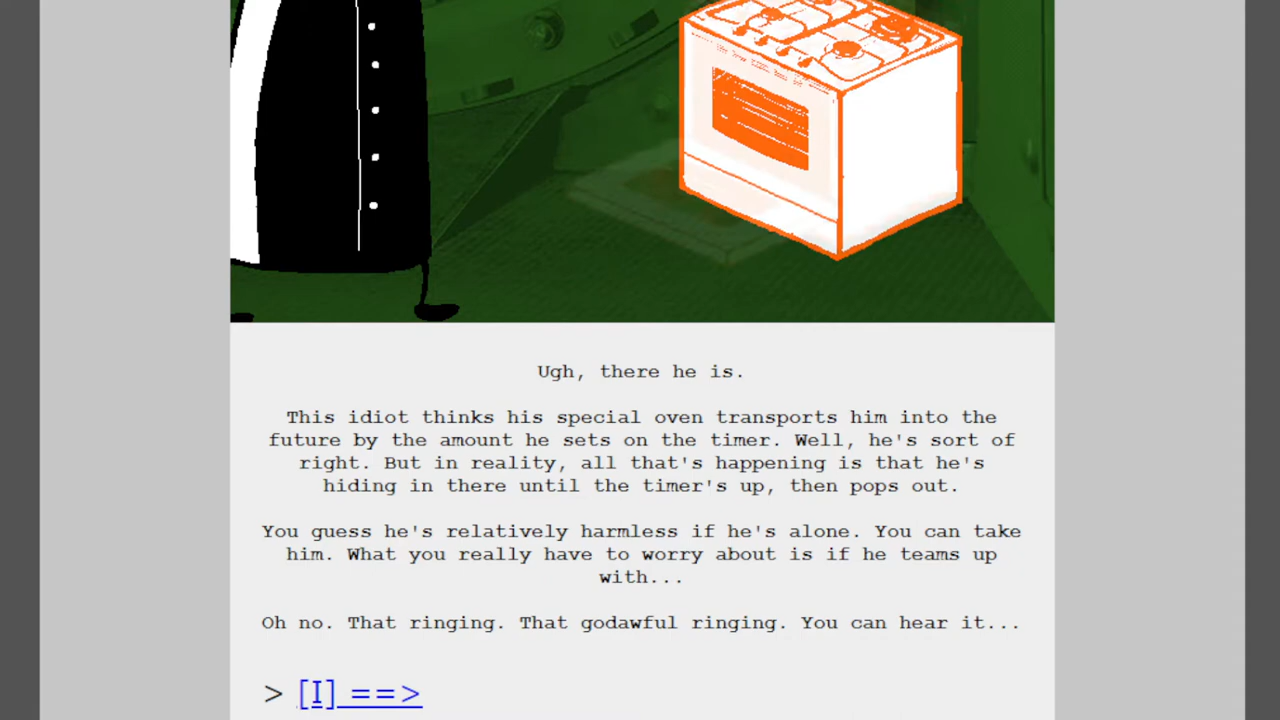 Ugh, there he is.
This idiot thinks his special oven transports him into the
future by the amount he sets on the timer. Well, he's sort of
right. But in reality, all that's happening is that he's
hiding in there until the timer's up, then pops out.
You guess he's relatively harmless if he's alone. You can take
him. What you really have to worry about is if he teams up
with...
Oh no. That ringing. That godawful ringing. You can hear it...
> [I] ==>